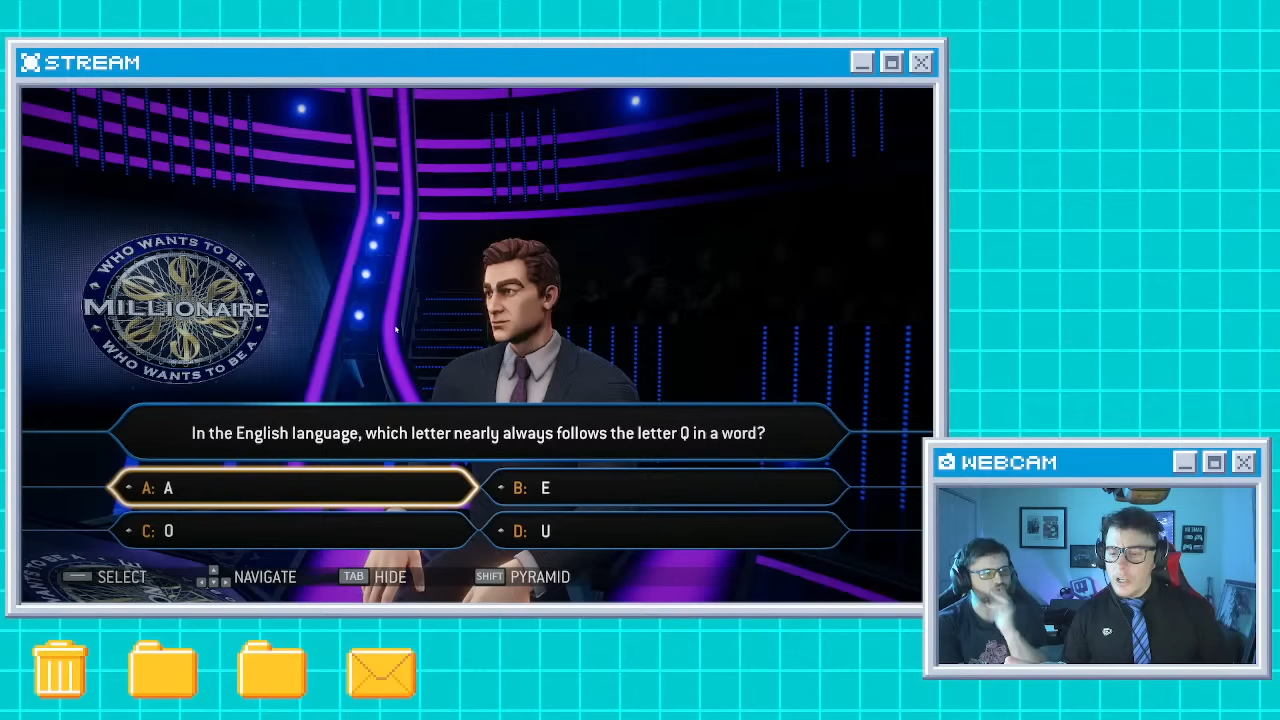 STREAM
WHO WANTS TO BE A
MILLIONAIRE
WHO WANTS TO BE A
In the English language, which letter nearly always follows the letter Q in a word?
A: A
B: E
C: O
D: U
SELECT
NAVIGATE
TAB HIDE
SHIFT PYRAMID
WEBCAM